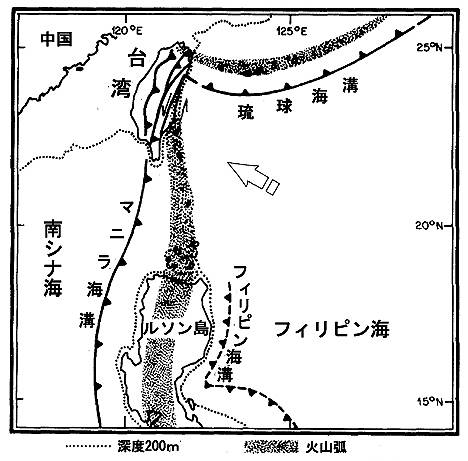 120°E
125°E
中国
台湾
25°N
琉球海溝
マニラ海溝
南シナ海
20°N
フィリピン海溝
ルソン島
フィリピン海
15°N
深度200m
火山弧